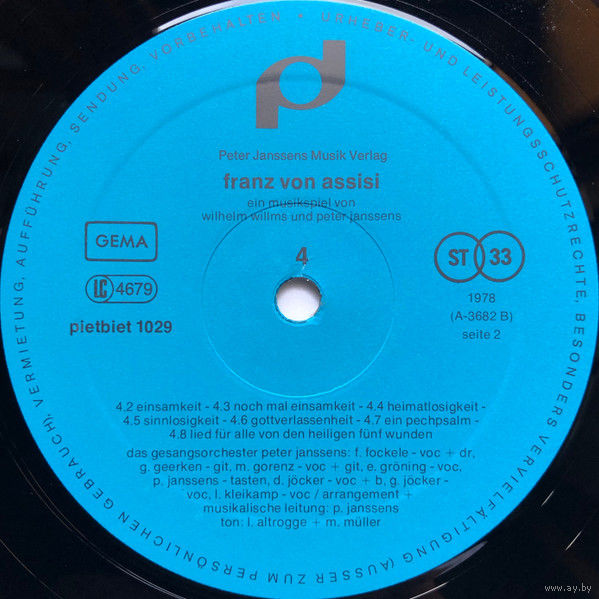 GEBRAUCH), VERMIETUNG, AUFFÜHRUNG, SENDUNG, VORBEHALTEN + URHEBER- UND LEISTUNGSSCHUTZRECHTE, BESONDERS VERVIELFÄLTIGUNG (AUSSER ZUM PERSÖNLICHEN
Peter Janssens Musik Verlag
franz von assisi
ein musikspiel von
wilhelm willms und peter janssens
4
GEMA
LC 4679
pietbiet 1029
ST 33
1978
(A-3682 B)
seite 2
4.2 einsamkeit - 4.3 noch mal einsamkeit - 4.4 heimatlosigkeit -
4.5 sinnlosigkeit - 4.6 gottverlassenheit - 4.7 ein pechpsalm -
4.8 lied für alle von den heiligen fünf wunden
das gesangsorchester peter janssens: f. fockele - voc + dr,
g. geerken - git, m. gorenz - voc + git, e. gröning - voc,
p. janssens - tasten, d. jöcker - voc + b, g. jöcker -
voc, l. kleikamp - voc / arrangement +
musikalische leitung: p. janssens
ton: l. altrogge + m. müller
www.ay.by